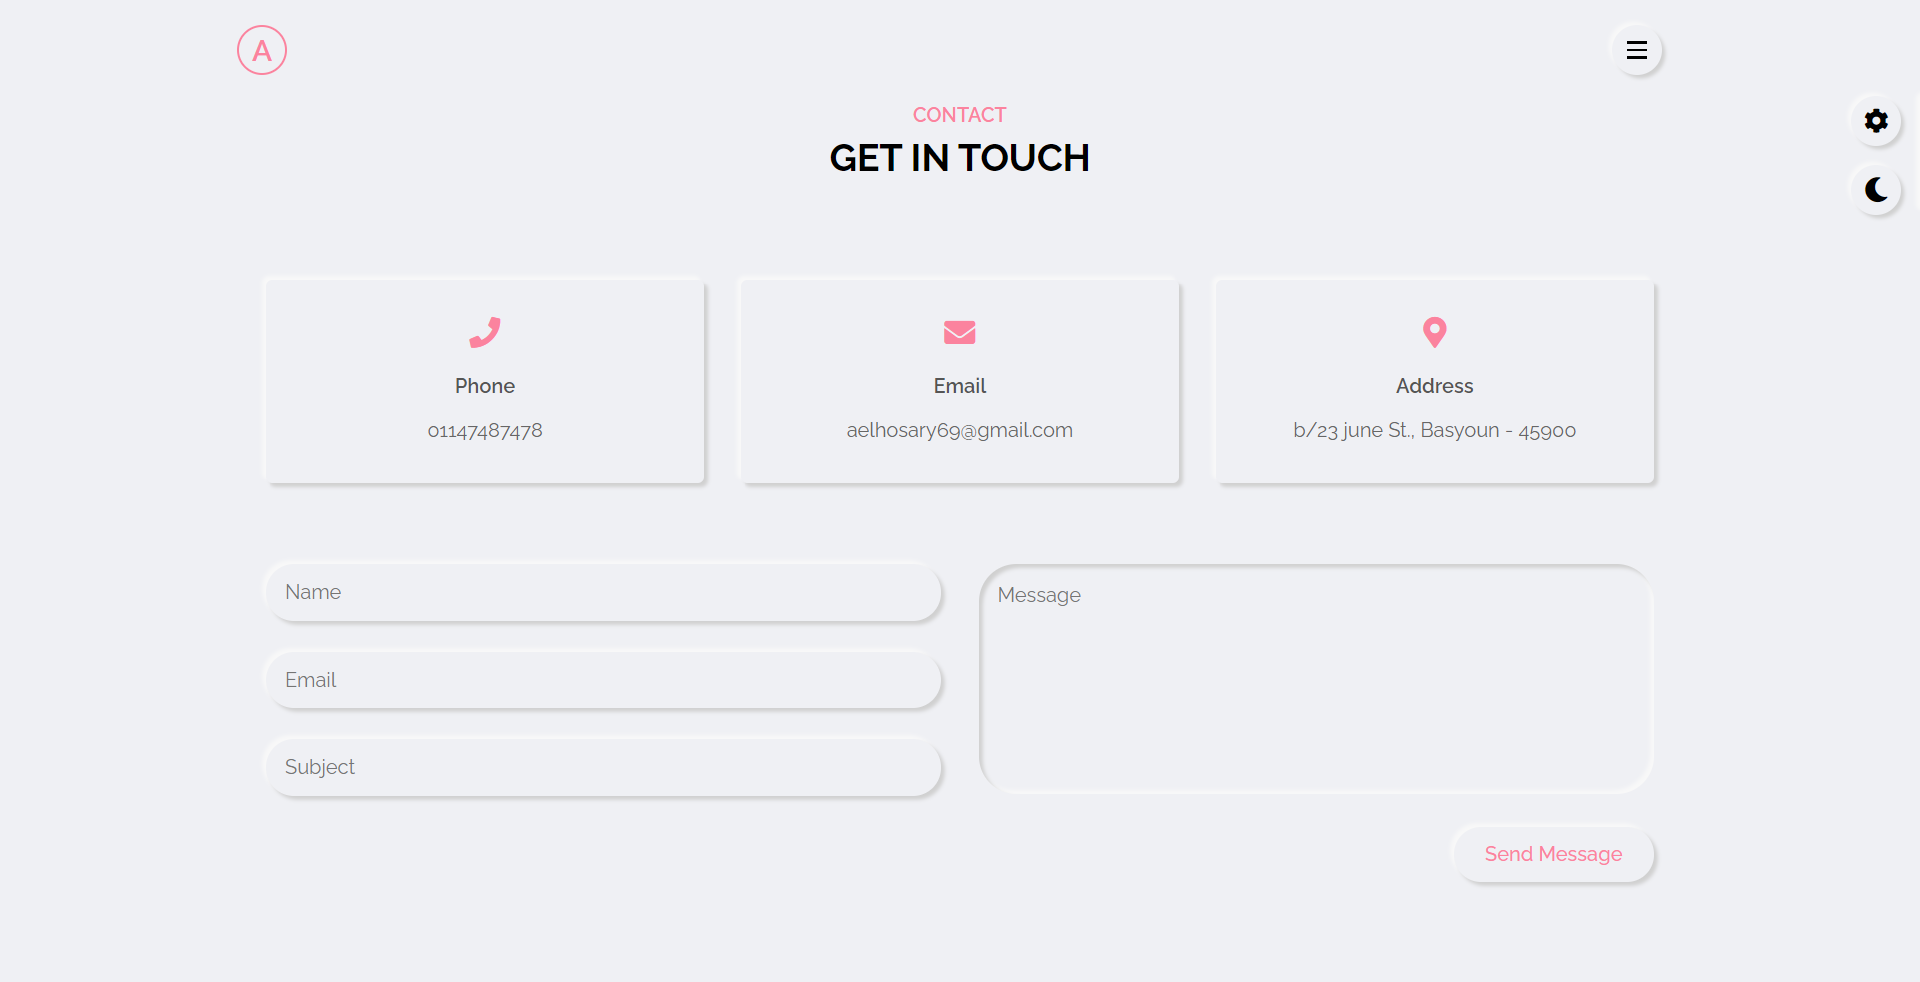 A
CONTACT
GET IN TOUCH
Phone
01147487478
Email
aelhosary69@gmail.com
Address
b/23 june St., Basyoun - 45900
Name
Email
Subject
Message
Send Message